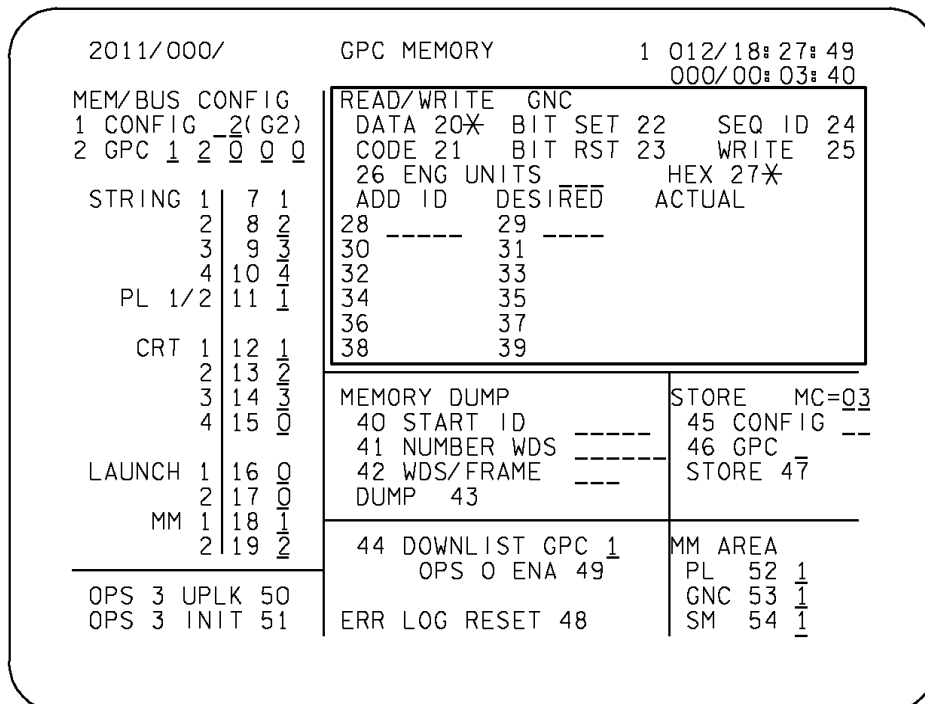 2011/000/ GPC MEMORY 1 012/18:27:49
000/00:03:40
MEM/BUS CONFIG
1 CONFIG _2(G2)
2 GPC 1 2 0 0 0
STRING 1 7 1
2 8 2
3 9 3
4 10 4
PL 1/2 11 1
CRT 1 12 1
2 13 2
3 14 3
4 15 0
LAUNCH 1 16 0
2 17 0
MM 1 18 1
2 19 2
OPS 3 UPLK 50
OPS 3 INIT 51
READ/WRITE GNC
DATA 20* BIT SET 22 SEQ ID 24
CODE 21 BIT RST 23 WRITE 25
26 ENG UNITS ___ HEX 27*
ADD ID DESIRED ACTUAL
28 _____ 29 ____
30 31
32 33
34 35
36 37
38 39
MEMORY DUMP
40 START ID _____
41 NUMBER WDS ______
42 WDS/FRAME ___
DUMP 43
STORE MC=03
45 CONFIG __
46 GPC _
STORE 47
44 DOWNLIST GPC 1
OPS 0 ENA 49
ERR LOG RESET 48
MM AREA
PL 52 1
GNC 53 1
SM 54 1